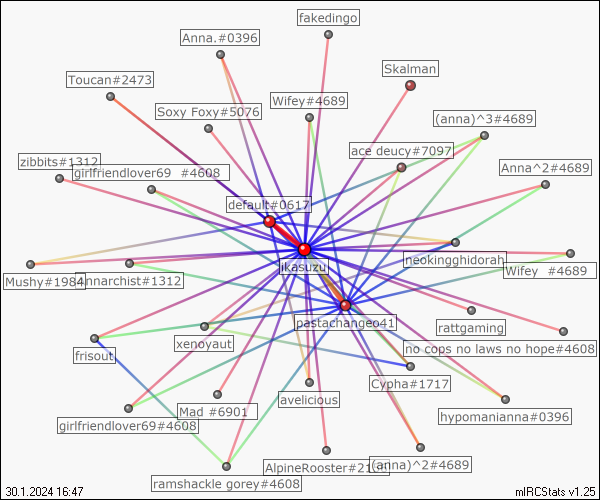 fakedingo
Anna.#0396
Skalman
Toucan#2473
Wifey#4689
Soxy Foxy#5076
(anna)^3#4689
ace deucy#7097
zibbits#1312
girlfriendlover69 #4608
Anna^2#4689
default#0617
neokingghidorah
iKasuzu
Wifey #4689
Mushy#1984
annarchist#1312
pastachangeo41
rattgaming
frisout
xenoyaut
no cops no laws no hope#4608
Cypha#1717
avelicious
Mad #6901
hypomanianna#0396
girlfriendlover69#4608
AlpineRooster#21
(anna)^2#4689
ramshackle gorey#4608
30.1.2024 16:47
mIRCStats v1.25